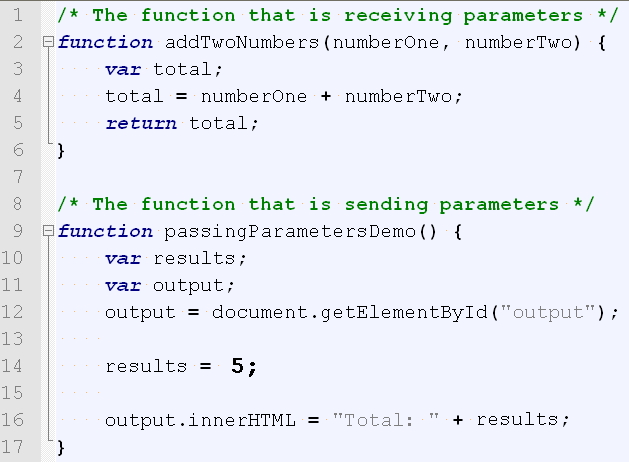 1 /* The function that is receiving parameters */
2 function addTwoNumbers(numberOne, numberTwo) {
3 var total;
4 total = numberOne + numberTwo;
5 return total;
6 }
7
8 /* The function that is sending parameters */
9 function passingParametersDemo() {
10 var results;
11 var output;
12 output = document.getElementById("output");
13
14 results = 5;
15
16 output.innerHTML = "Total: " + results;
17 }